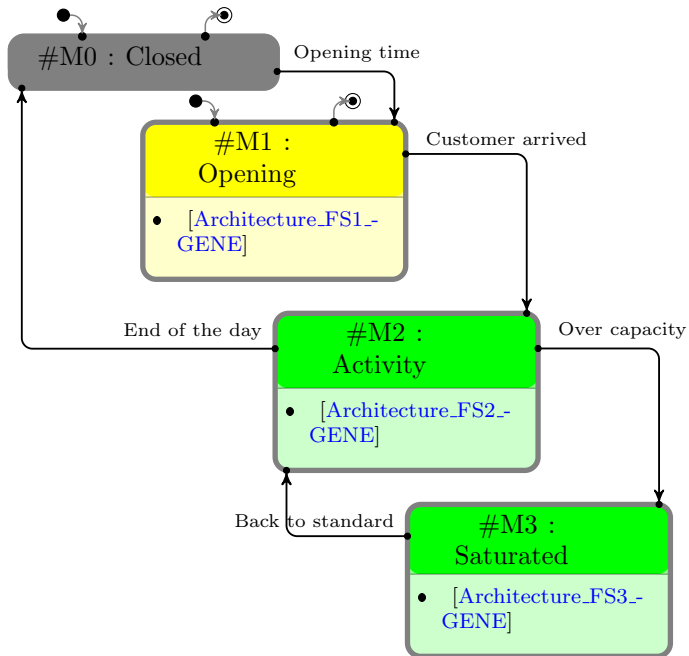 #M0 : Closed
Opening time
#M1 :
Opening
Customer arrived
• [Architecture_FS1_-
GENE]
#M2 :
Activity
End of the day
Over capacity
• [Architecture_FS2_-
GENE]
Back to standard
#M3 :
Saturated
• [Architecture_FS3_-
GENE]